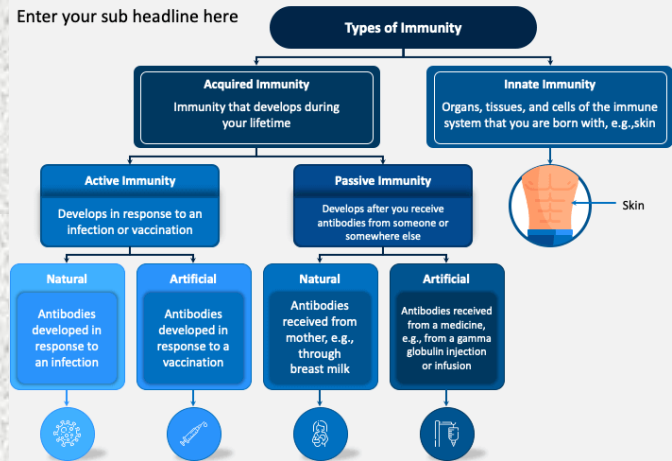 Enter your sub headline here
Types of Immunity
Acquired Immunity
Immunity that develops during
your lifetime
Innate Immunity
Organs, tissues, and cells of the immune
system that you are born with, e.g.,skin
Active Immunity
Develops in response to an
infection or vaccination
Passive Immunity
Develops after you receive
antibodies from someone or
somewhere else
Skin
Natural
Antibodies
developed in
response to
an infection
Artificial
Antibodies
developed in
response to a
vaccination
Natural
Antibodies
received from
mother, e.g.,
through
breast milk
Artificial
Antibodies received
from a medicine,
e.g., from a gamma
globulin injection
or infusion